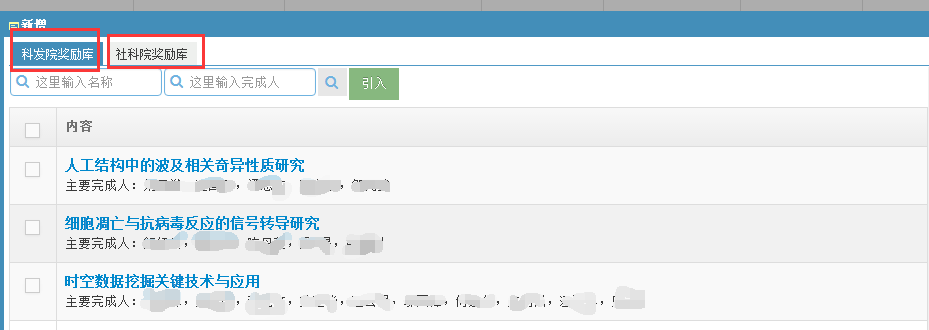 新增
科发院奖励库 社科院奖励库
这里输入名称 这里输入完成人 引入
内容
人工结构中的波及相关奇异性质研究
主要完成人：
细胞凋亡与抗病毒反应的信号转导研究
主要完成人：
时空数据挖掘关键技术与应用
主要完成人：